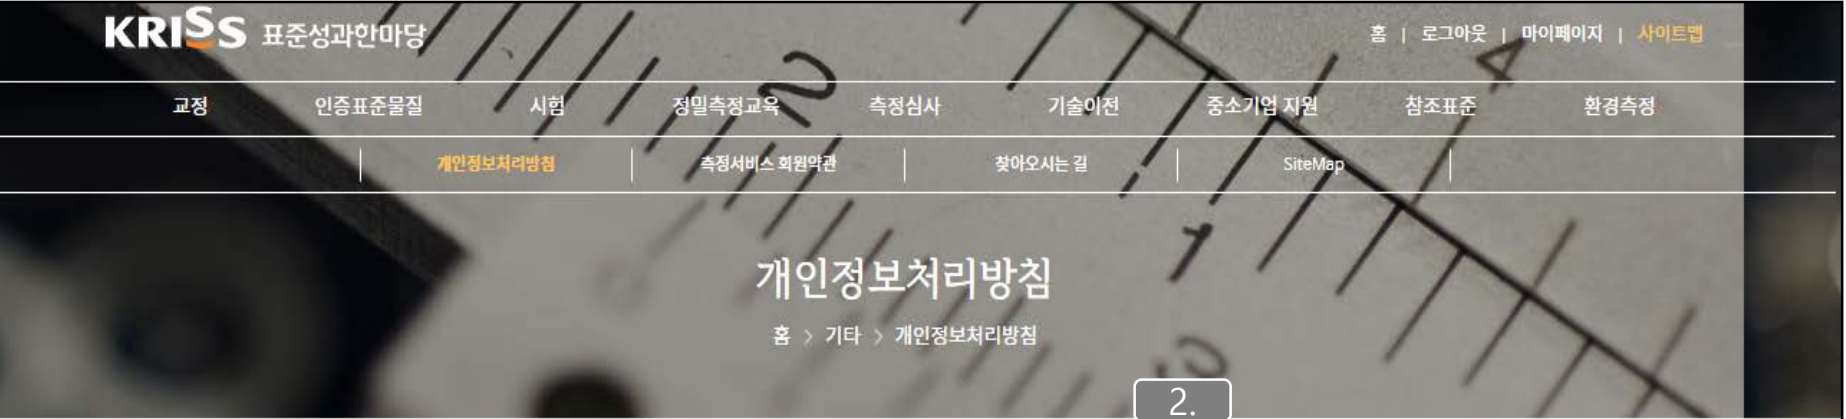 KRISS 표준성과한마당
홈 | 로그아웃 | 마이페이지 | 사이트맵
교정 인증표준물질 시험 정밀측정교육 측정심사 기술이전 중소기업 지원 참조표준 환경측정
개인정보처리방침 측정서비스 회원약관 찾아오시는 길 SiteMap
개인정보처리방침
홈 > 기타 > 개인정보처리방침
2.